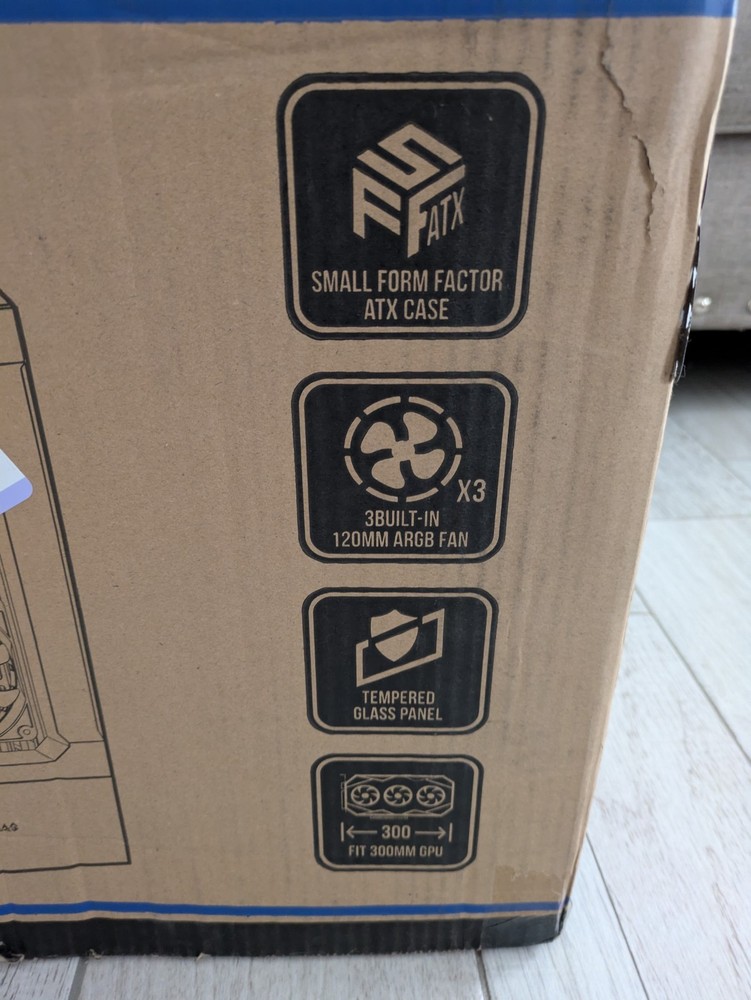 SFF ATX
SMALL FORM FACTOR
ATX CASE
X3
3BUILT-IN
120MM ARGB FAN
TEMPERED
GLASS PANEL
300
FIT 300MM GPU